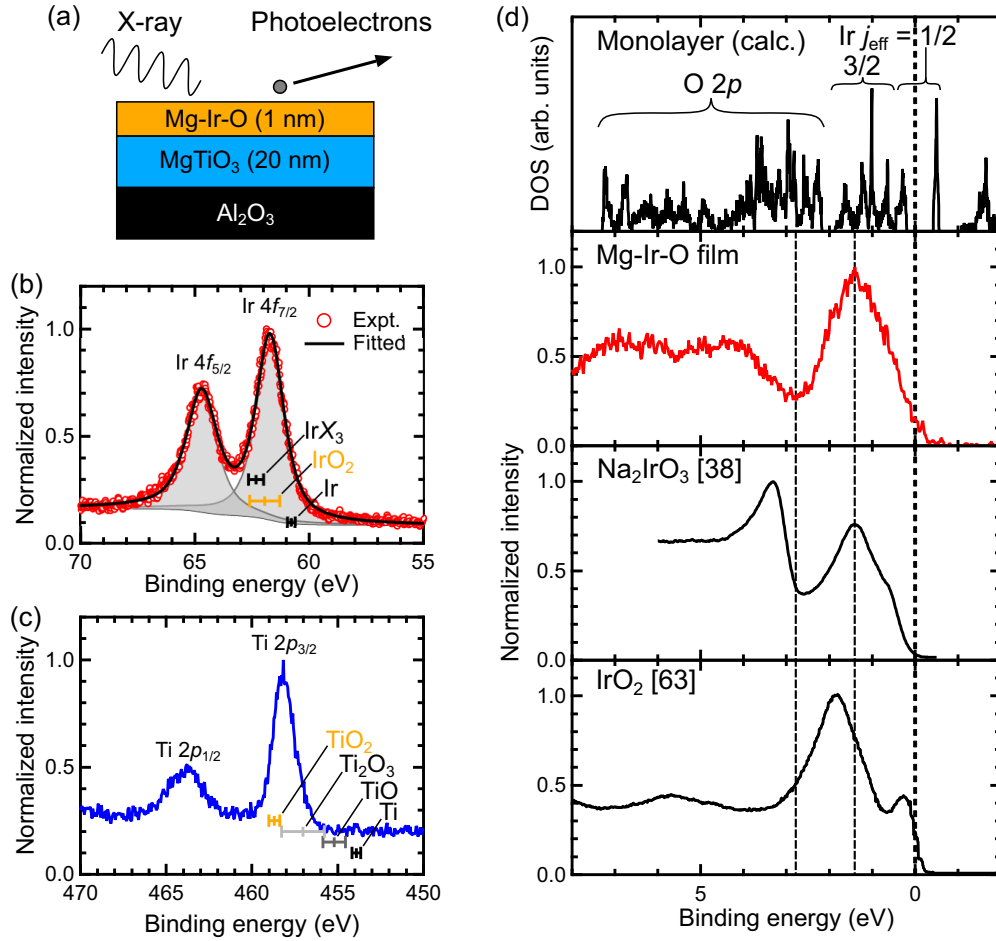 (a)
X-ray
Photoelectrons
Mg-Ir-O (1 nm)
MgTiO₃ (20 nm)
Al₂O₃
(b)
Normalized intensity
1.0
0.5
0.0
Ir 4f₅/₂
Ir 4f₇/₂
Expt.
Fitted
IrX₃
IrO₂
Ir
70
65
60
55
Binding energy (eV)
(c)
Normalized intensity
1.0
0.5
0.0
Ti 2p₁/₂
Ti 2p₃/₂
TiO₂
Ti₂O₃
TiO
Ti
470
465
460
455
450
Binding energy (eV)
(d)
DOS (arb. units)
Monolayer (calc.)
O 2p
Ir jeff = 1/2
3/2
Mg-Ir-O film
1.0
0.5
0.0
Na₂IrO₃ [38]
Normalized intensity
1.0
0.5
0.0
IrO₂ [63]
1.0
0.5
0.0
5
0
Binding energy (eV)